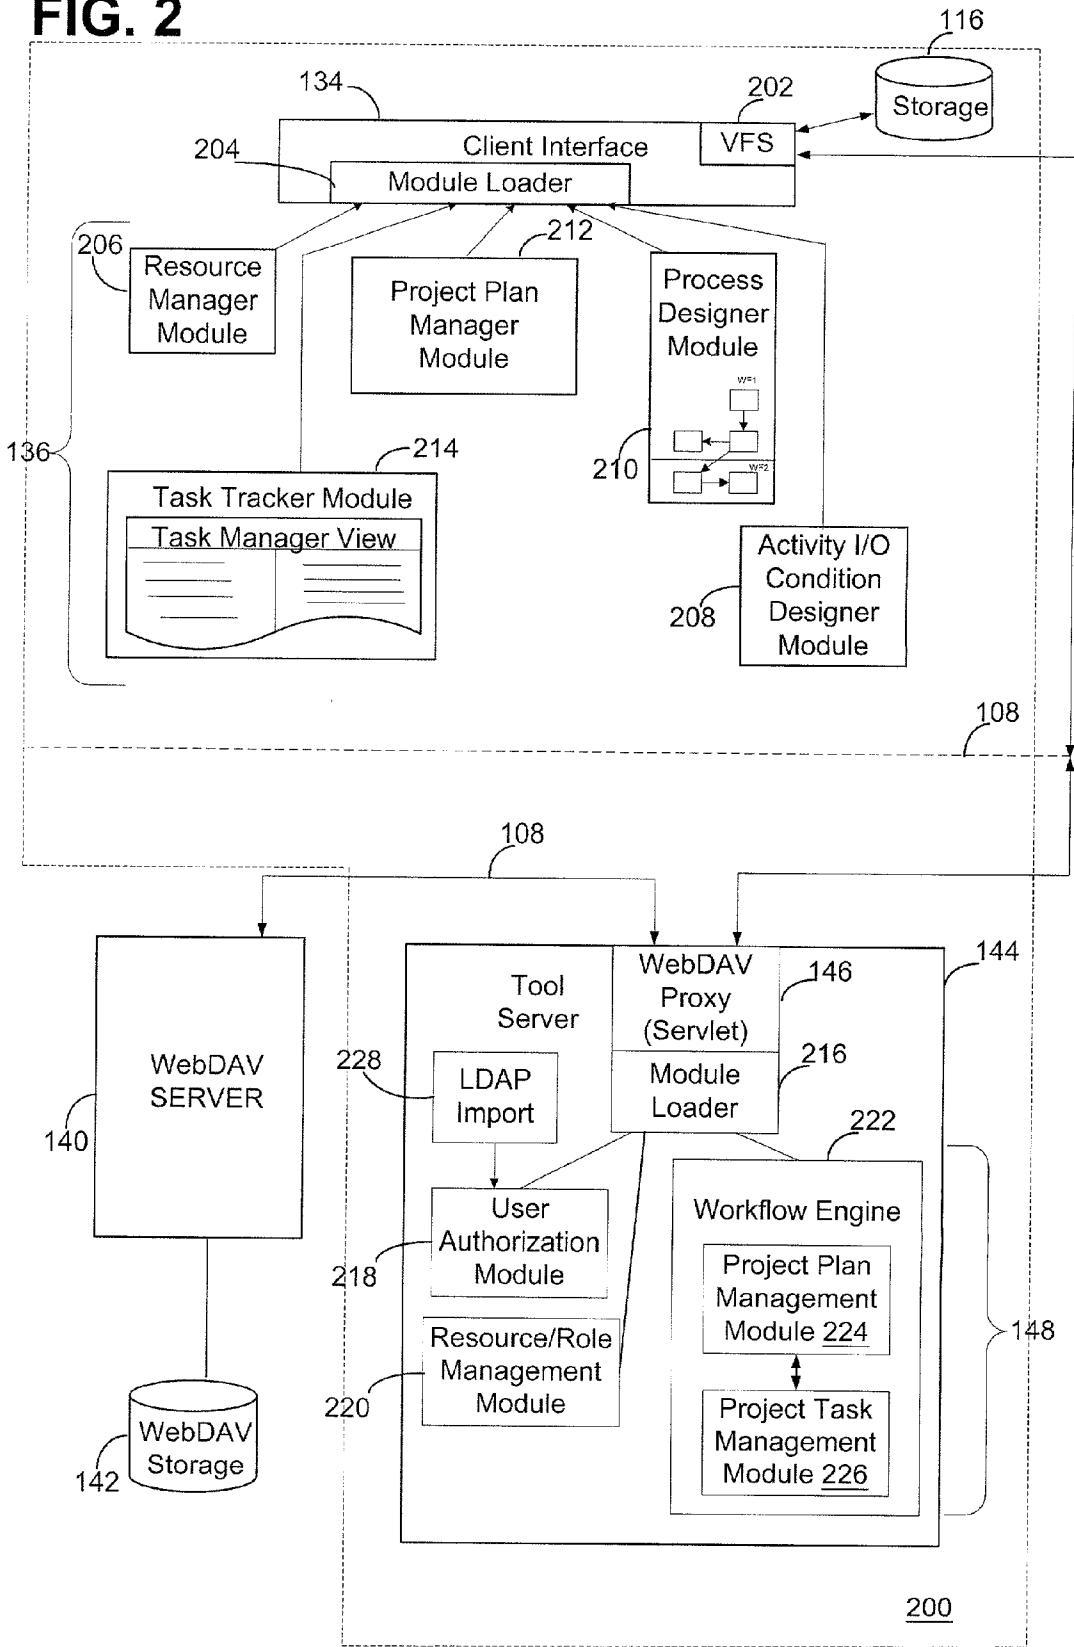 FIG. 2
116
Storage
134
202
VFS
Client Interface
204
Module Loader
206
Resource
Manager
Module
212
Project Plan
Manager
Module
Process
Designer
Module
WF1
WF2
210
136
214
Task Tracker Module
Task Manager View
Activity I/O
Condition
Designer
Module
208
108
108
144
WebDAV
Proxy
(Servlet)
146
Tool
Server
216
Module
Loader
228
LDAP
Import
WebDAV
SERVER
140
222
User
Authorization
Module
218
Workflow Engine
Project Plan
Management
Module 224
148
Resource/Role
Management
Module
220
Project Task
Management
Module 226
WebDAV
Storage
142
200